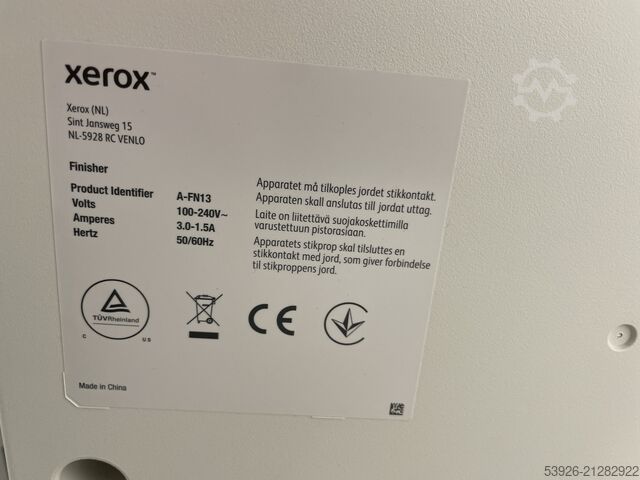 xerox™
Xerox (NL)
Sint Jansweg 15
NL-5928 RC VENLO
Finisher
Product Identifier A-FN13
Volts 100-240V~
Amperes 3.0-1.5A
Hertz 50/60Hz
Apparatet må tilkoples jordet stikkontakt.
Apparaten skall anslutas till jordat uttag.
Laite on liitettävä suojakoskettimilla
varustettuun pistorasiaan.
Apparatets stikprop skal tilsluttes en
stikkontakt med jord, som giver forbindelse
til stikproppens jord.
TÜVRheinland
C US
CE
Made in China
53926-21282922